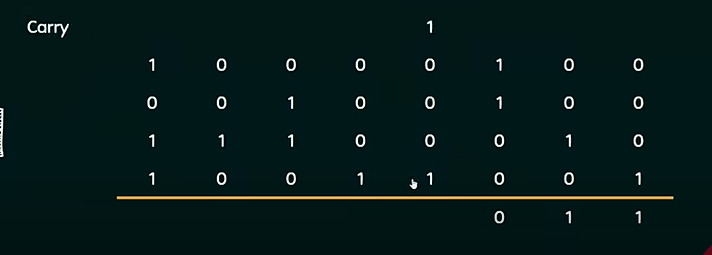 Carry 1
1 0 0 0 0 1 0 0
0 0 1 0 0 1 0 0
1 1 1 0 0 0 1 0
1 0 0 1 1 0 0 1
0 1 1